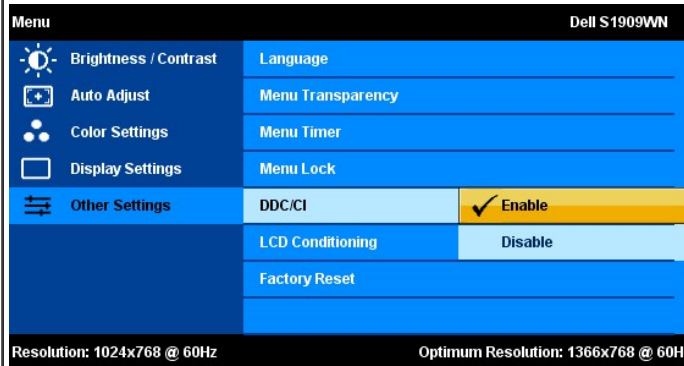 Menu Dell S1909WN
Brightness / Contrast Language
Auto Adjust Menu Transparency
Color Settings Menu Timer
Display Settings Menu Lock
Other Settings DDC/CI Enable
LCD Conditioning Disable
Factory Reset
Resolution: 1024x768 @ 60Hz Optimum Resolution: 1366x768 @ 60H